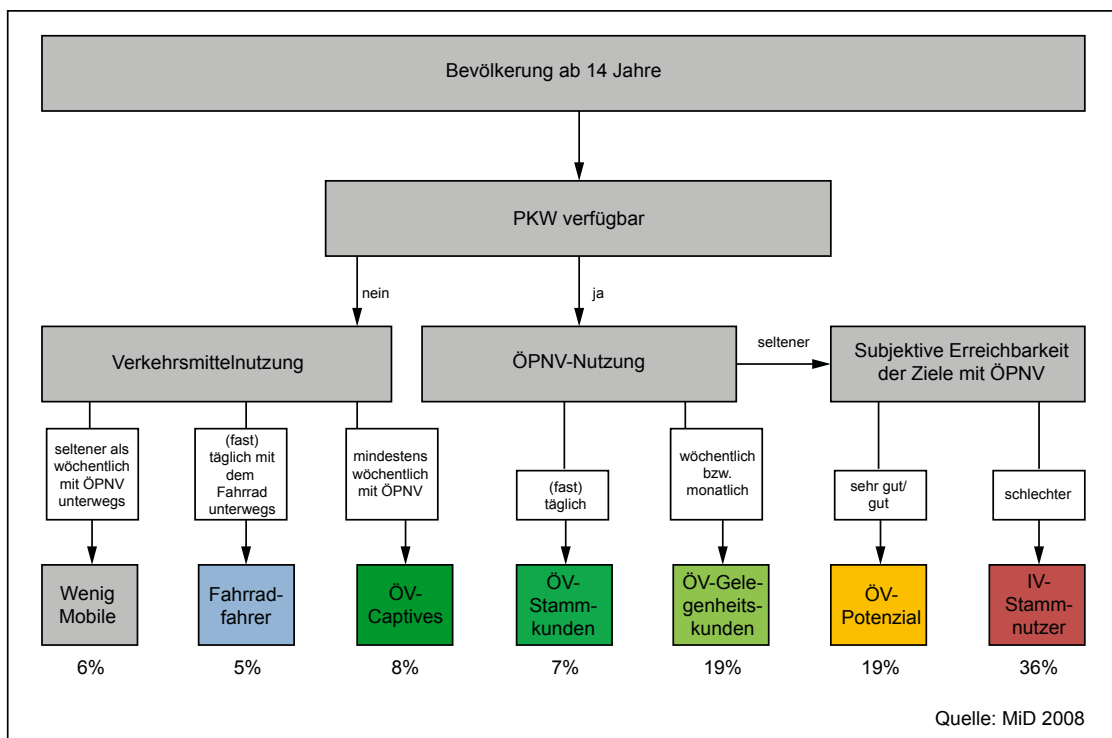 Bevölkerung ab 14 Jahre
PKW verfügbar
nein
ja
Verkehrsmittelnutzung
ÖPNV-Nutzung
seltener
Subjektive Erreichbarkeit
der Ziele mit ÖPNV
seltener als
wöchentlich
mit ÖPNV
unterwegs
(fast)
täglich mit
dem
Fahrrad
unterwegs
mindestens
wöchentlich
mit ÖPNV
(fast)
täglich
wöchentlich
bzw.
monatlich
sehr gut/
gut
schlechter
Wenig
Mobile
Fahrrad-
fahrer
ÖV-
Captives
ÖV-
Stamm-
kunden
ÖV-Gele-
genheits-
kunden
ÖV-
Potenzial
IV-
Stamm-
nutzer
6%
5%
8%
7%
19%
19%
36%
Quelle: MiD 2008